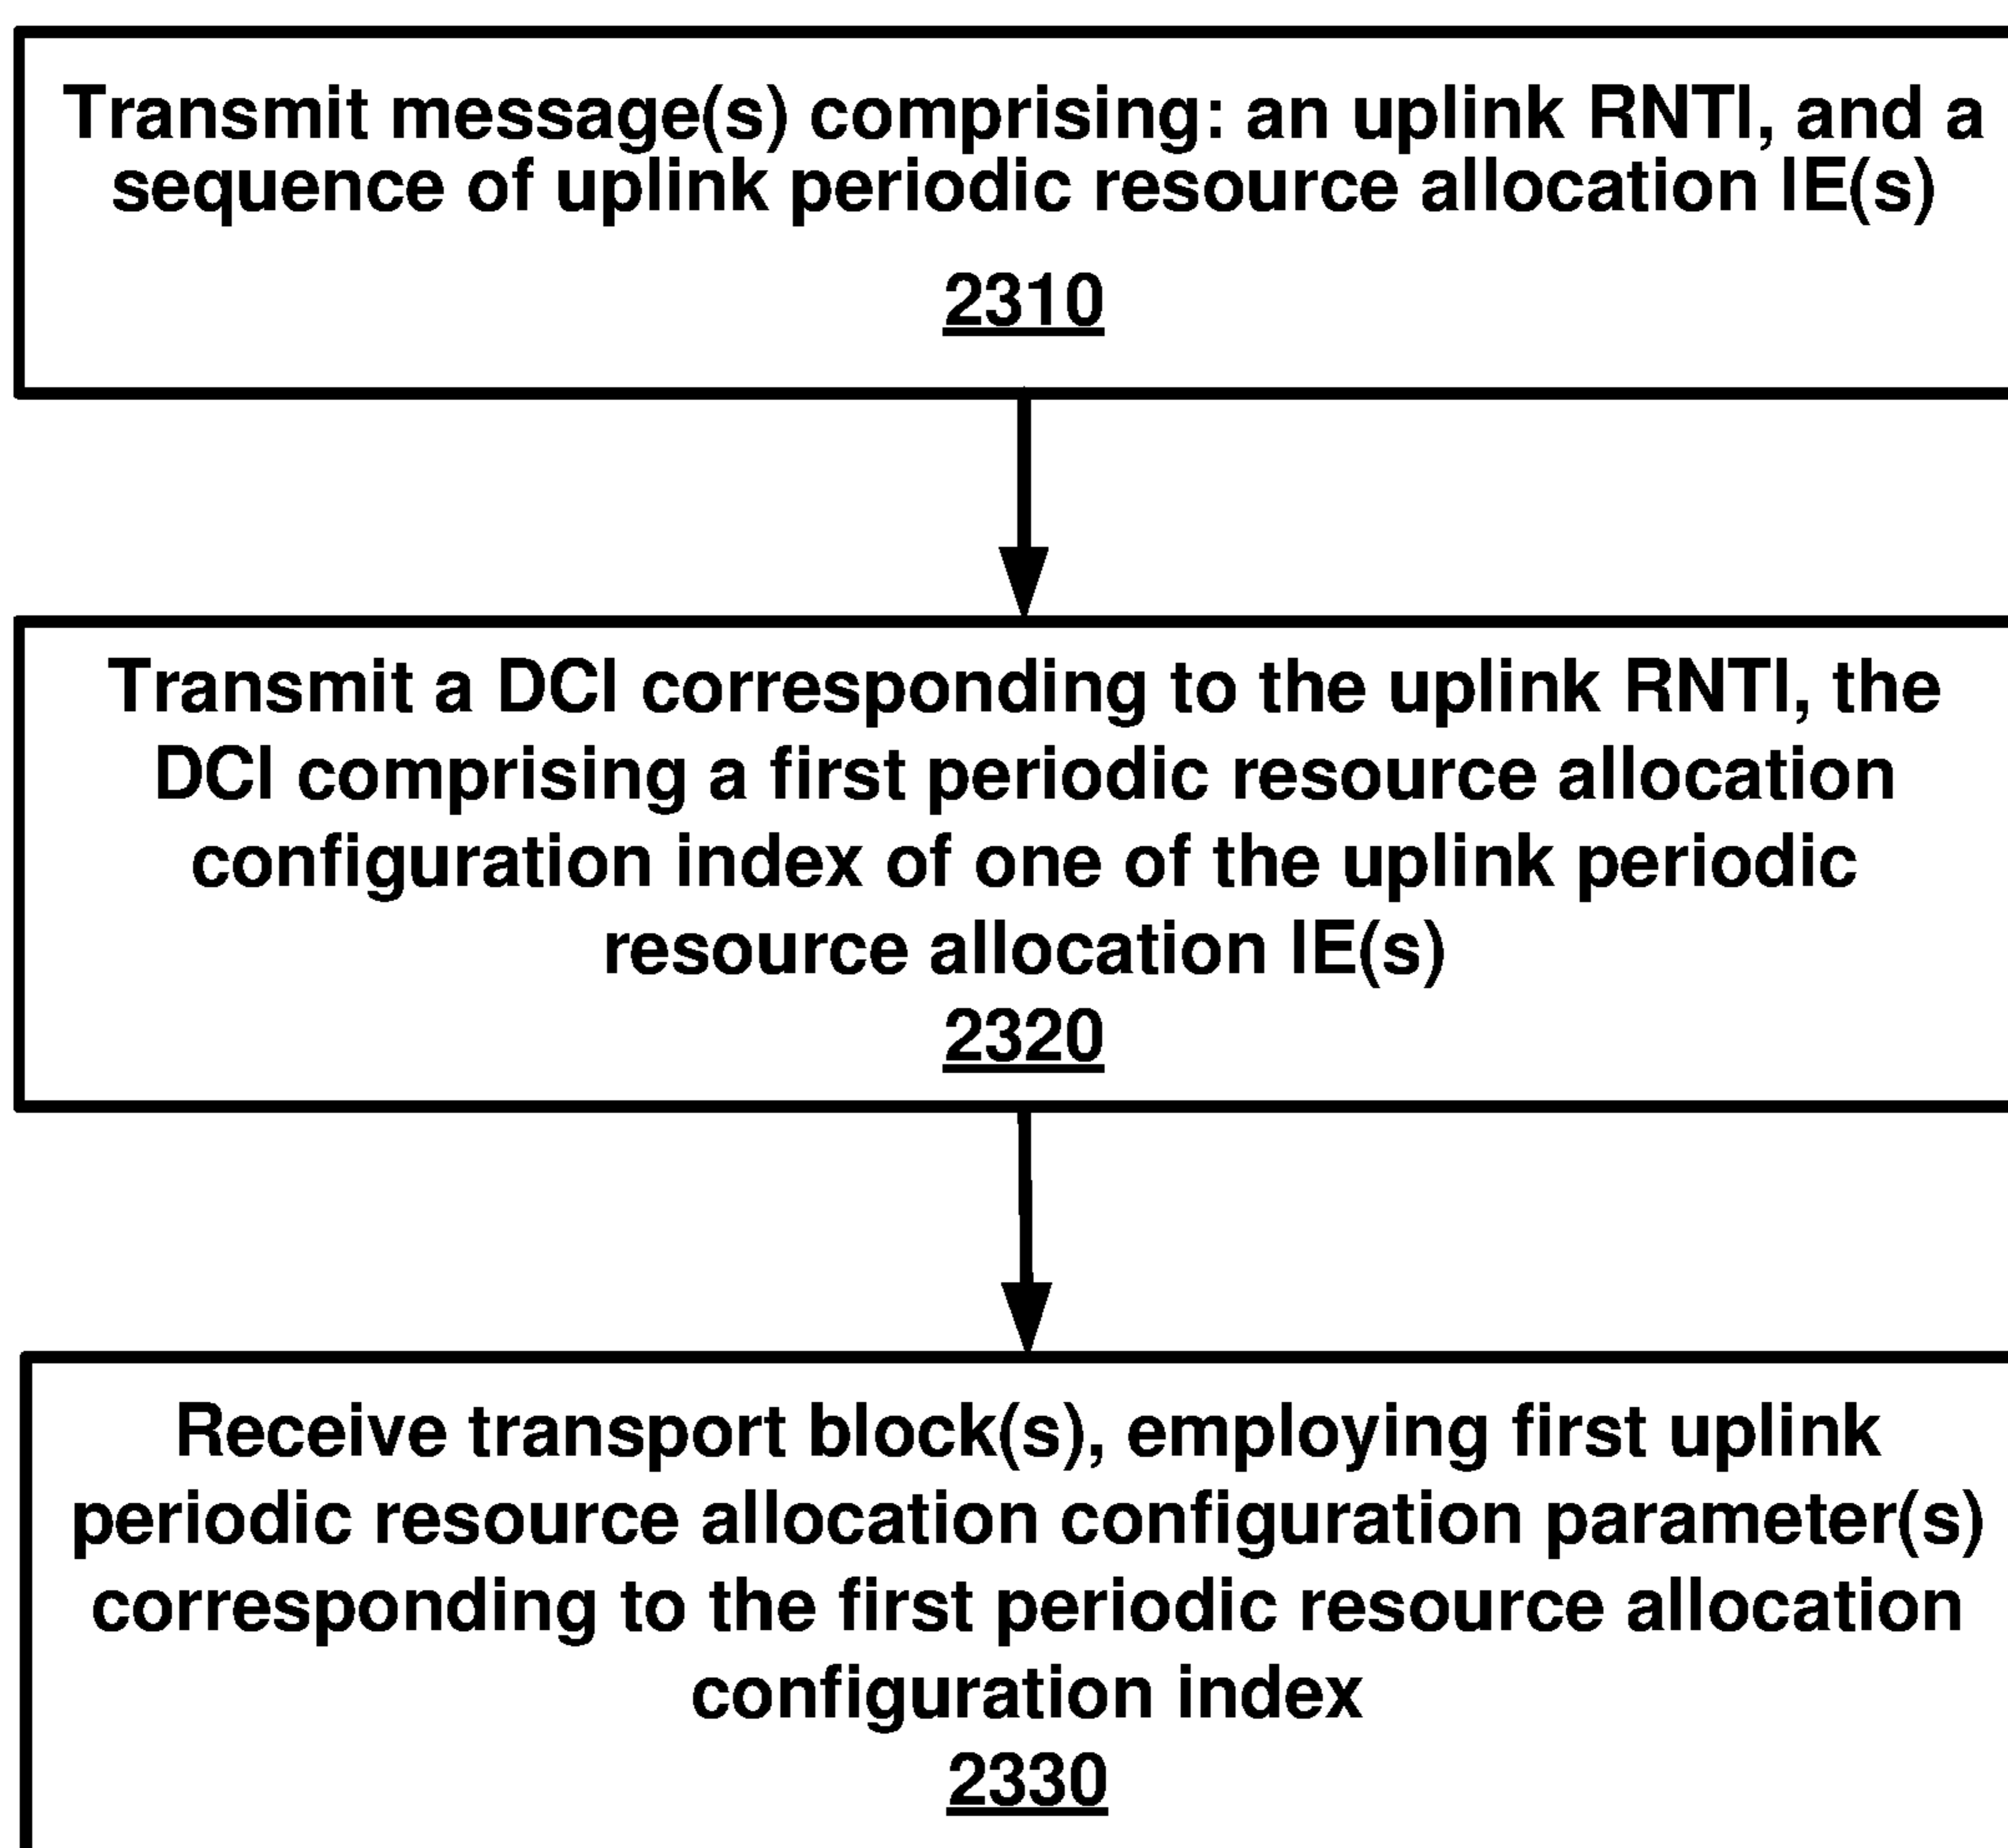 Transmit message(s) comprising: an uplink RNTI, and a
sequence of uplink periodic resource allocation IE(s)
2310
Transmit a DCI corresponding to the uplink RNTI, the
DCI comprising a first periodic resource allocation
configuration index of one of the uplink periodic
resource allocation IE(s)
2320
Receive transport block(s), employing first uplink
periodic resource allocation configuration parameter(s)
corresponding to the first periodic resource allocation
configuration index
2330